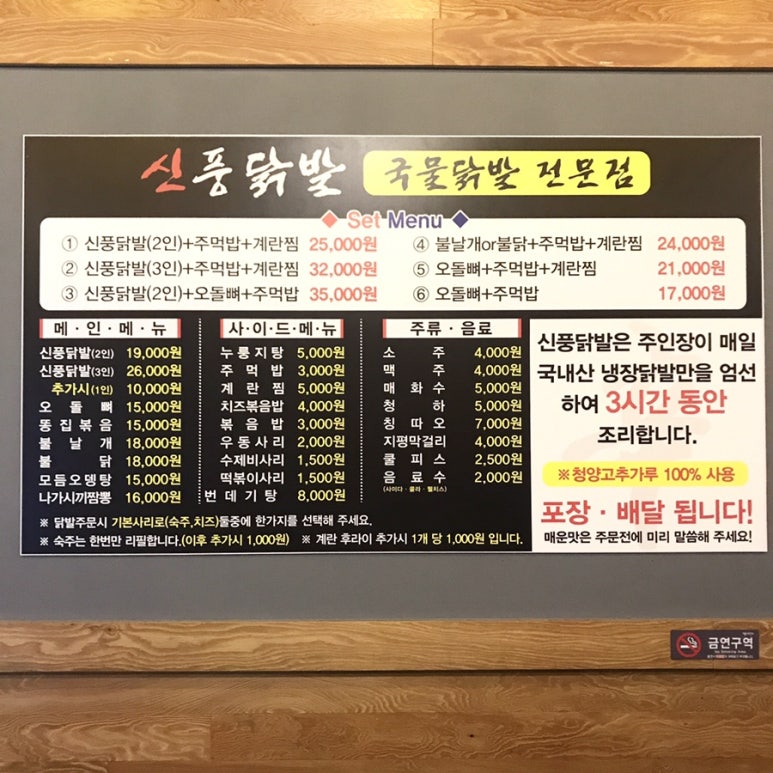 신풍닭발 국물닭발 전문점
◆ Set Menu ◆
① 신풍닭발(2인)+주먹밥+계란찜 25,000원
② 신풍닭발(3인)+주먹밥+계란찜 32,000원
③ 신풍닭발(2인)+오돌뼈+주먹밥 35,000원
④ 불날개or불닭+주먹밥+계란찜 24,000원
⑤ 오돌뼈+주먹밥+계란찜 21,000원
⑥ 오돌뼈+주먹밥 17,000원
메·인·메·뉴
신풍닭발(2인) 19,000원
신풍닭발(3인) 26,000원
추가시(1인) 10,000원
오돌뼈 15,000원
똥집볶음 15,000원
불날개 18,000원
불닭 18,000원
모듬오뎅탕 15,000원
나가시끼짬뽕 16,000원
사·이·드·메·뉴
누룽지탕 5,000원
주먹밥 3,000원
계란찜 5,000원
치즈볶음밥 4,000원
볶음밥 3,000원
우동사리 2,000원
수제비사리 1,500원
떡볶이사리 1,500원
번데기탕 8,000원
주류·음료
소주 4,000원
맥주 4,000원
매화수 5,000원
청하 5,000원
칭따오 7,000원
지평막걸리 4,000원
쿨피스 2,500원
음료수 2,000원
(사이다·콜라·웰치스)
※ 닭발주문시 기본사리로(숙주,치즈)둘중에 한가지를 선택해 주세요.
※ 숙주는 한번만 리필합니다.(이후 추가시 1,000원) ※ 계란 후라이 추가시 1개 당 1,000원 입니다.
신풍닭발은 주인장이 매일
국내산 냉장닭발만을 엄선
하여 3시간 동안
조리합니다.
※청양고추가루 100% 사용
포장·배달 됩니다!
매운맛은 주문전에 미리 말씀해 주세요!
금연구역
No Smoking Area